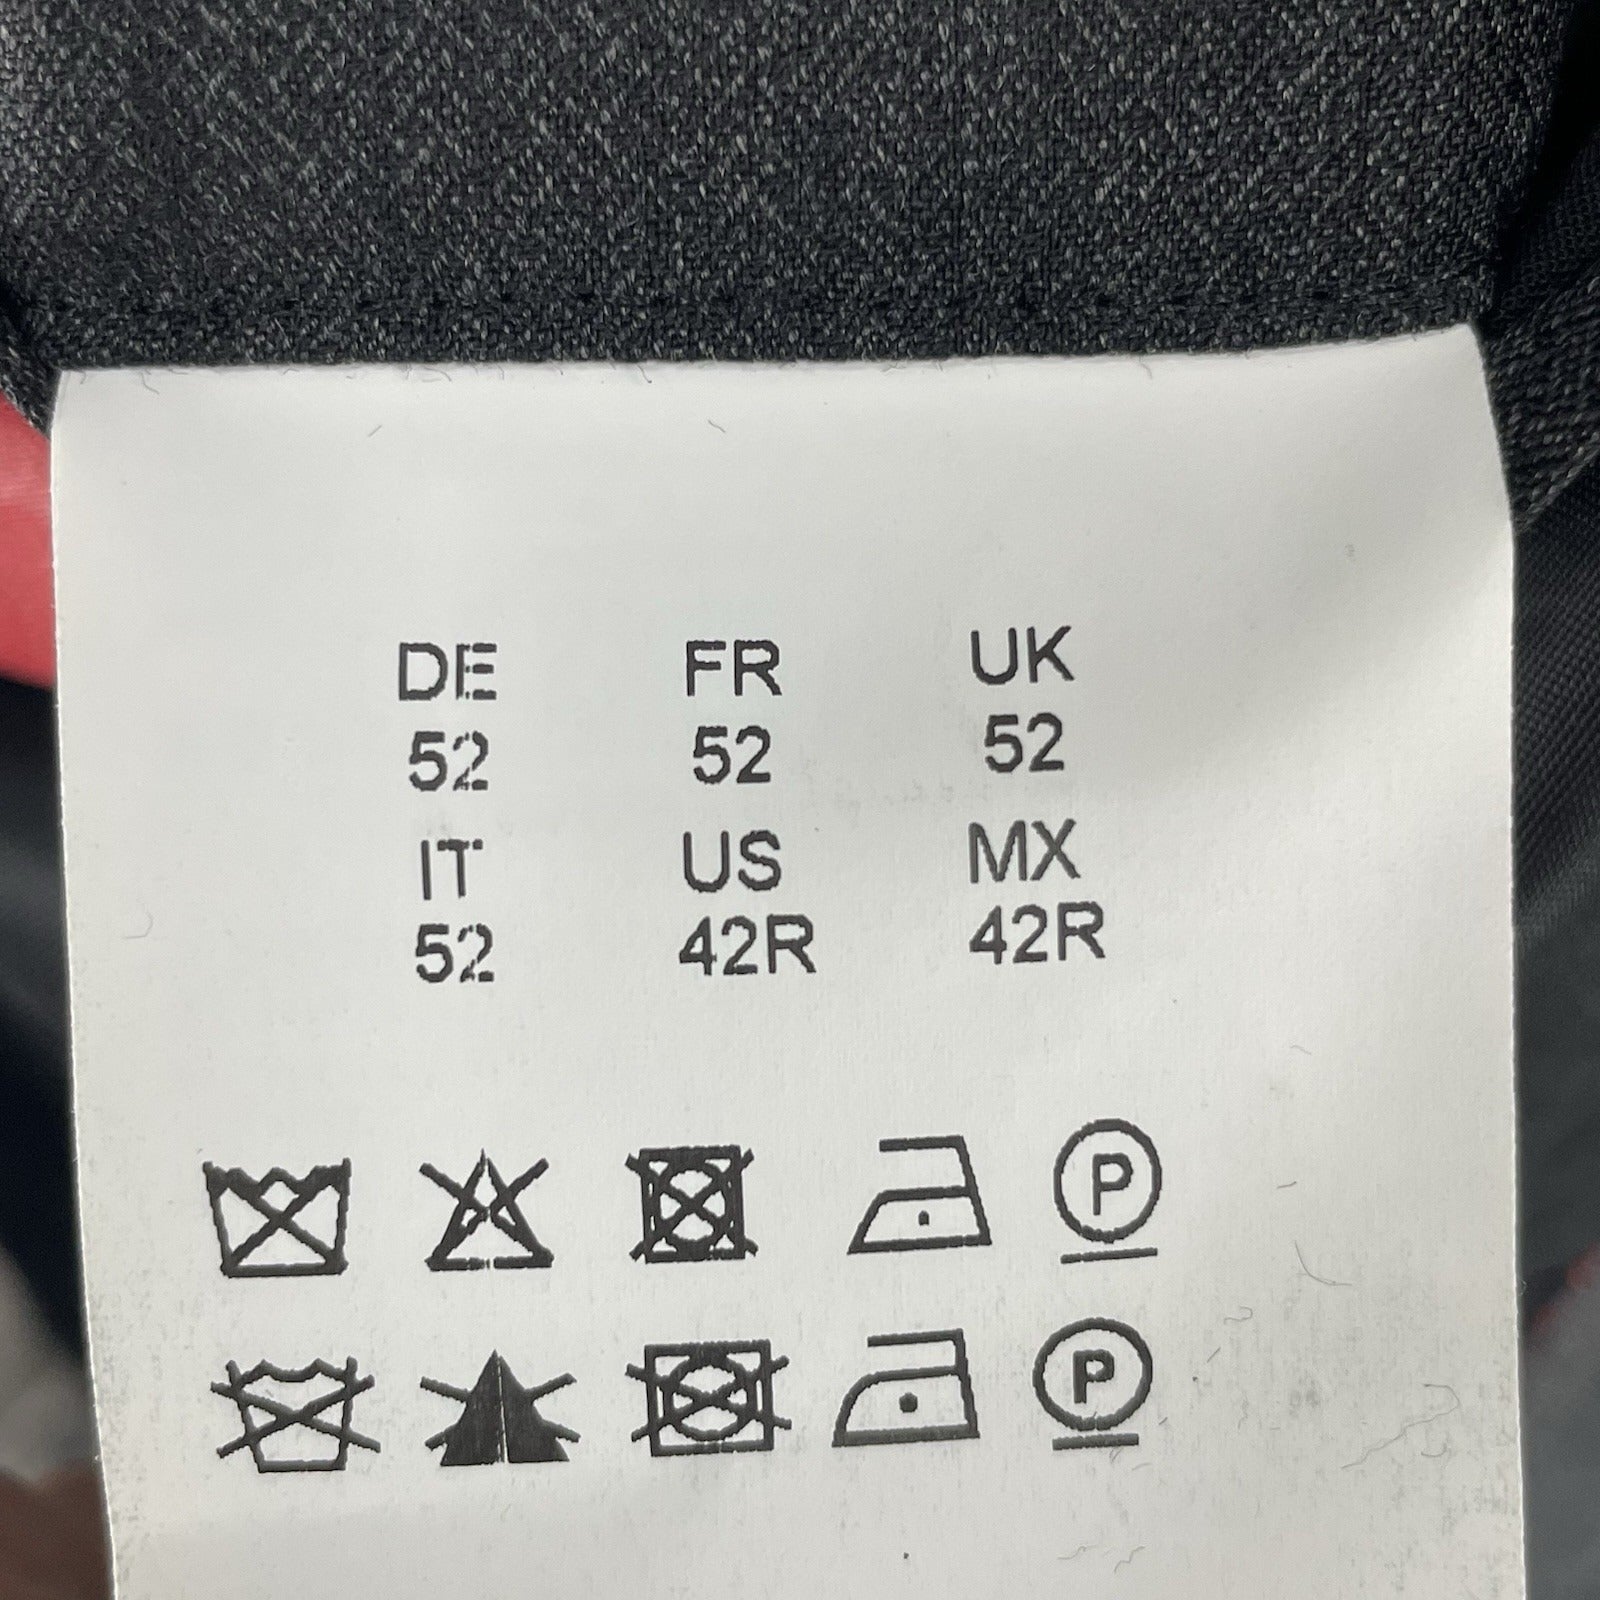 DE FR UK
52 52 52
IT US MX
52 42R 42R
P
P